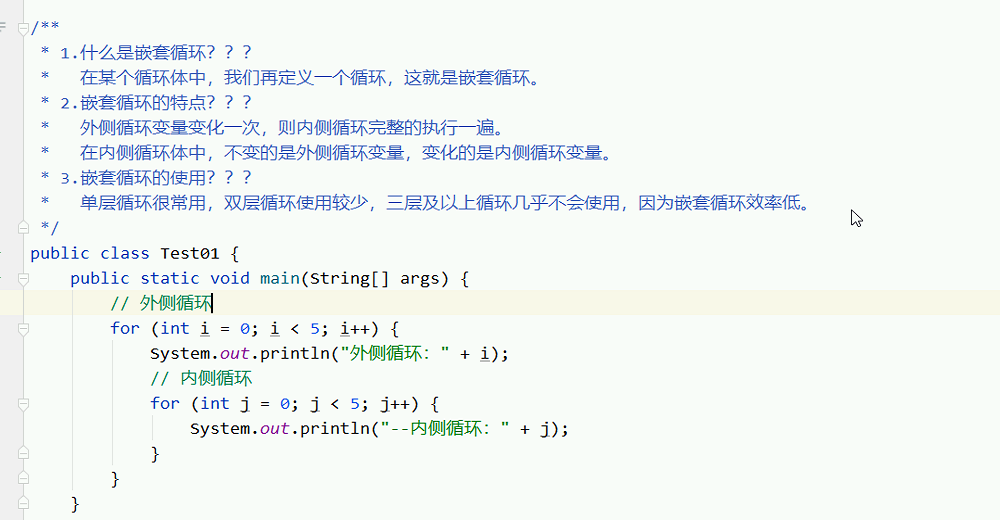 /**
 * 1.什么是嵌套循环？？？
 *   在某个循环体中，我们再定义一个循环，这就是嵌套循环。
 * 2.嵌套循环的特点？？？
 *   外侧循环变量变化一次，则内侧循环完整的执行一遍。
 *   在内侧循环体中，不变的是外侧循环变量，变化的是内侧循环变量。
 * 3.嵌套循环的使用？？？
 *   单层循环很常用，双层循环使用较少，三层及以上循环几乎不会使用，因为嵌套循环效率低。
 */
public class Test01 {
    public static void main(String[] args) {
        // 外侧循环
        for (int i = 0; i < 5; i++) {
            System.out.println("外侧循环：" + i);
            // 内侧循环
            for (int j = 0; j < 5; j++) {
                System.out.println("--内侧循环：" + j);
            }
        }
    }